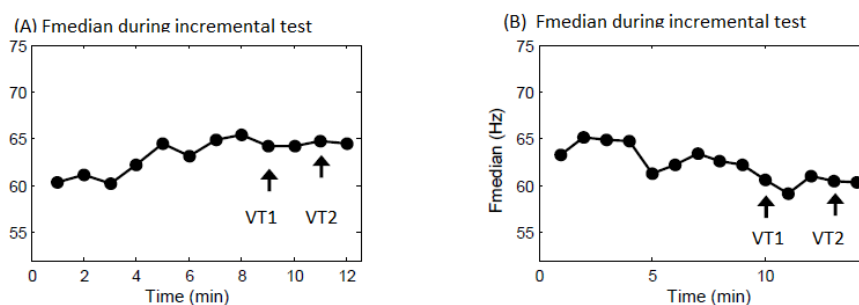 (A) Fmedian during incremental test
75
70
65
60
55
VT1
VT2
0
2
4
6
8
10
12
Time (min)
(B) Fmedian during incremental test
Fmedian (Hz)
75
70
65
60
55
VT1
VT2
0
5
10
Time (min)